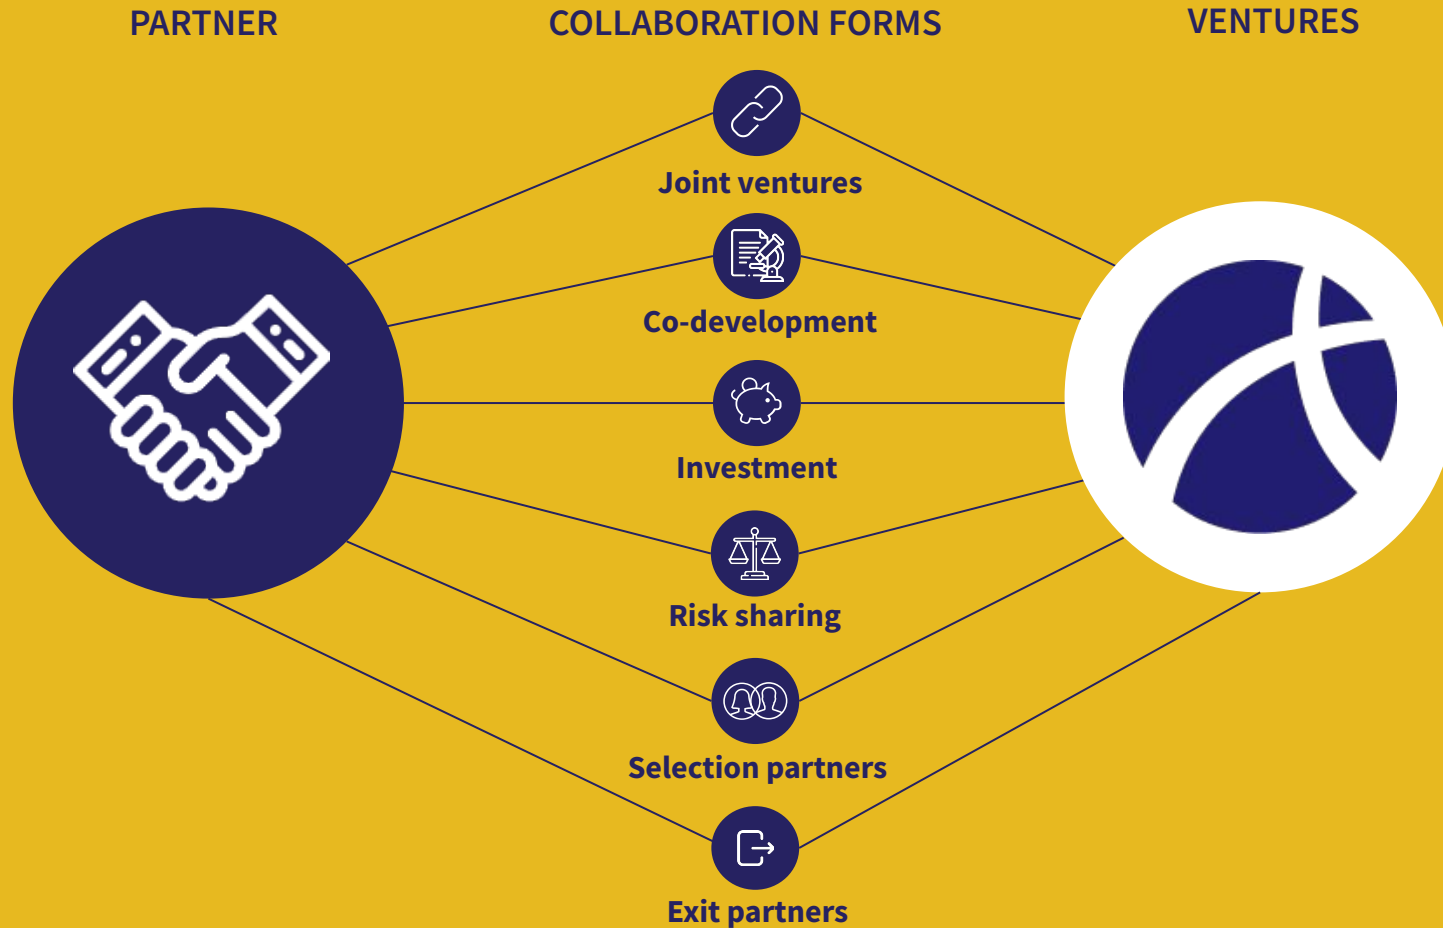 PARTNER
COLLABORATION FORMS
VENTURES
Joint ventures
Co-development
Investment
Risk sharing
Selection partners
Exit partners